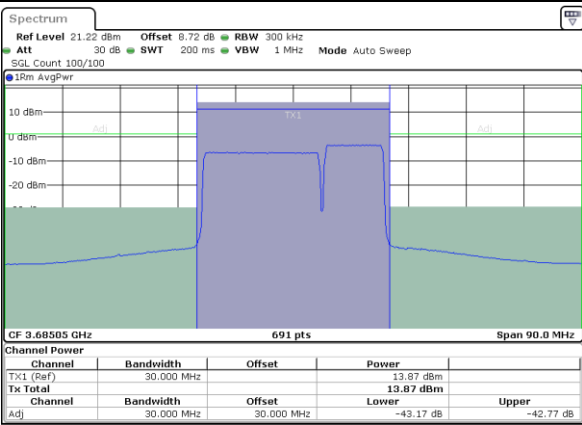 Spectrum
Ref Level 21.22 dBm Offset 8.72 dB RBW 300 kHz
Att 30 dB SWT 200 ms VBW 1 MHz Mode Auto Sweep
SGL Count 100/100
1Rm AvgPwr
10 dBm
TX1
Adj Adj
0 dBm
-10 dBm
-20 dBm
CF 3.68505 GHz 691 pts Span 90.0 MHz
Channel Power
Channel Bandwidth Offset Power
TX1 (Ref) 30.000 MHz 13.87 dBm
Tx Total 13.87 dBm
Channel Bandwidth Offset Lower Upper
Adj 30.000 MHz 30.000 MHz -43.17 dB -42.77 dB